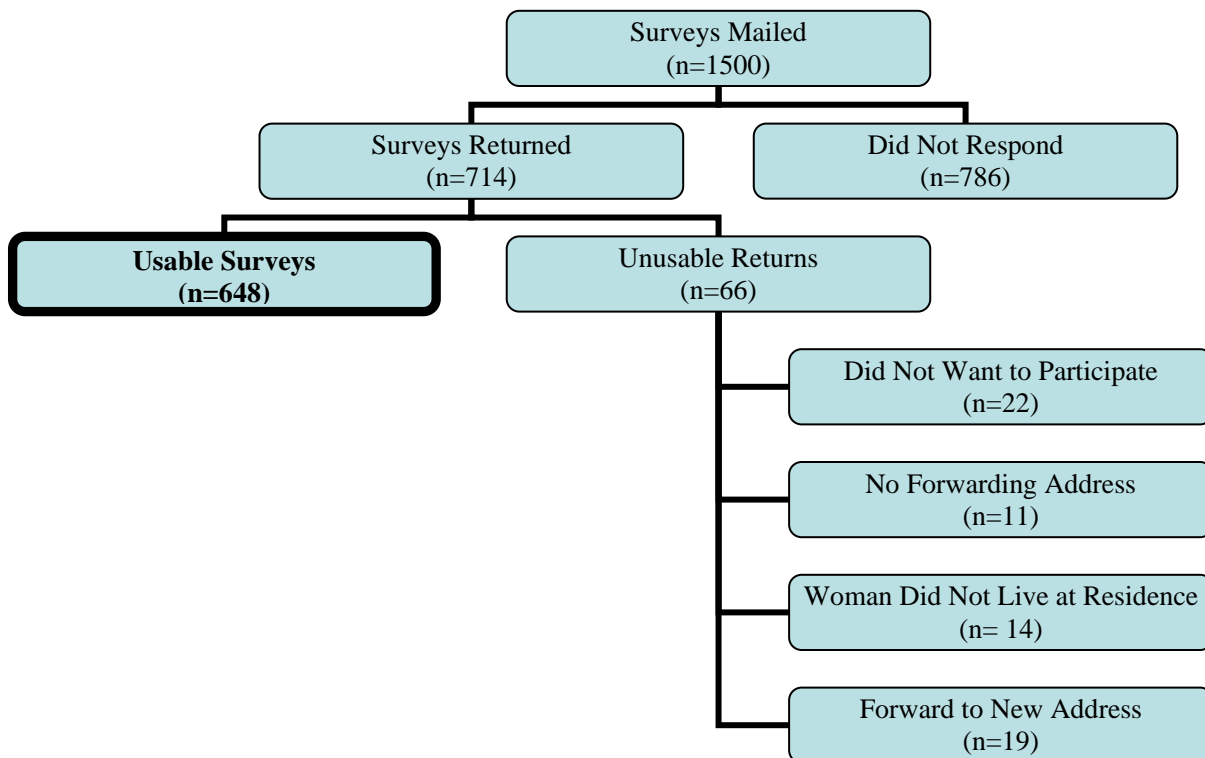 Surveys Mailed
(n=1500)
Surveys Returned
(n=714)
Did Not Respond
(n=786)
Usable Surveys
(n=648)
Unusable Returns
(n=66)
Did Not Want to Participate
(n=22)
No Forwarding Address
(n=11)
Woman Did Not Live at Residence
(n= 14)
Forward to New Address
(n=19)